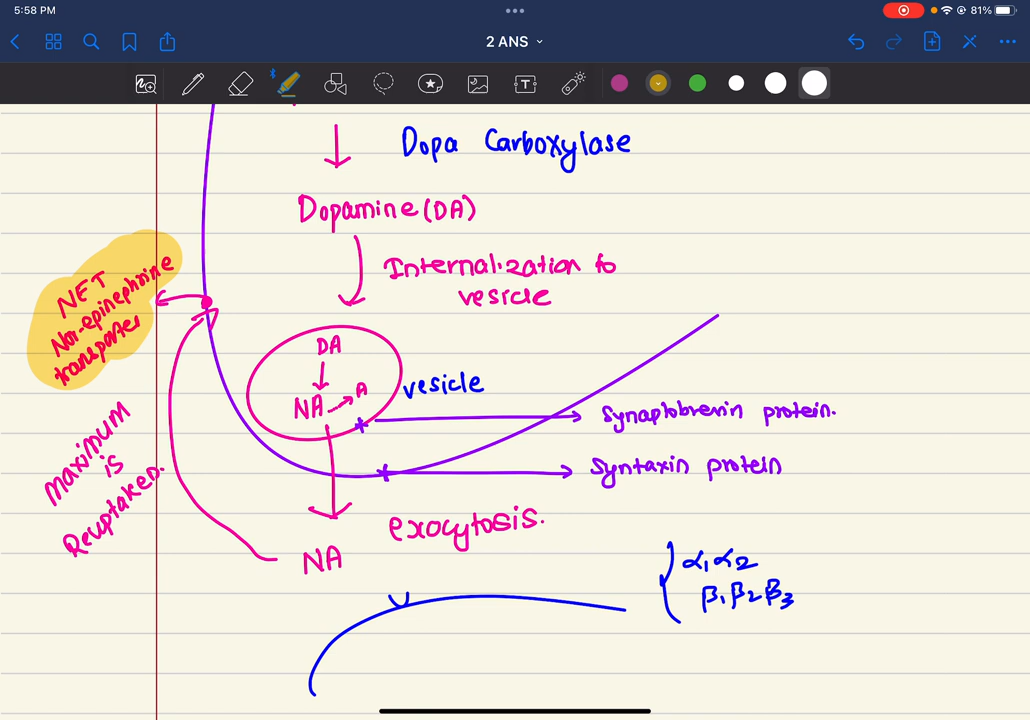 5:58 PM
81%
2 ANS
Dopa Carboxylase
Dopamine (DA)
Internalization to
vesicle
NET
Nor-epinephrine
transporter
DA
NA
A
vesicle
Synaptobrevin protein.
Syntaxin protein
Maximum
is
Reuptaken.
exocytosis.
NA
α1 α2
β1 β2 β3